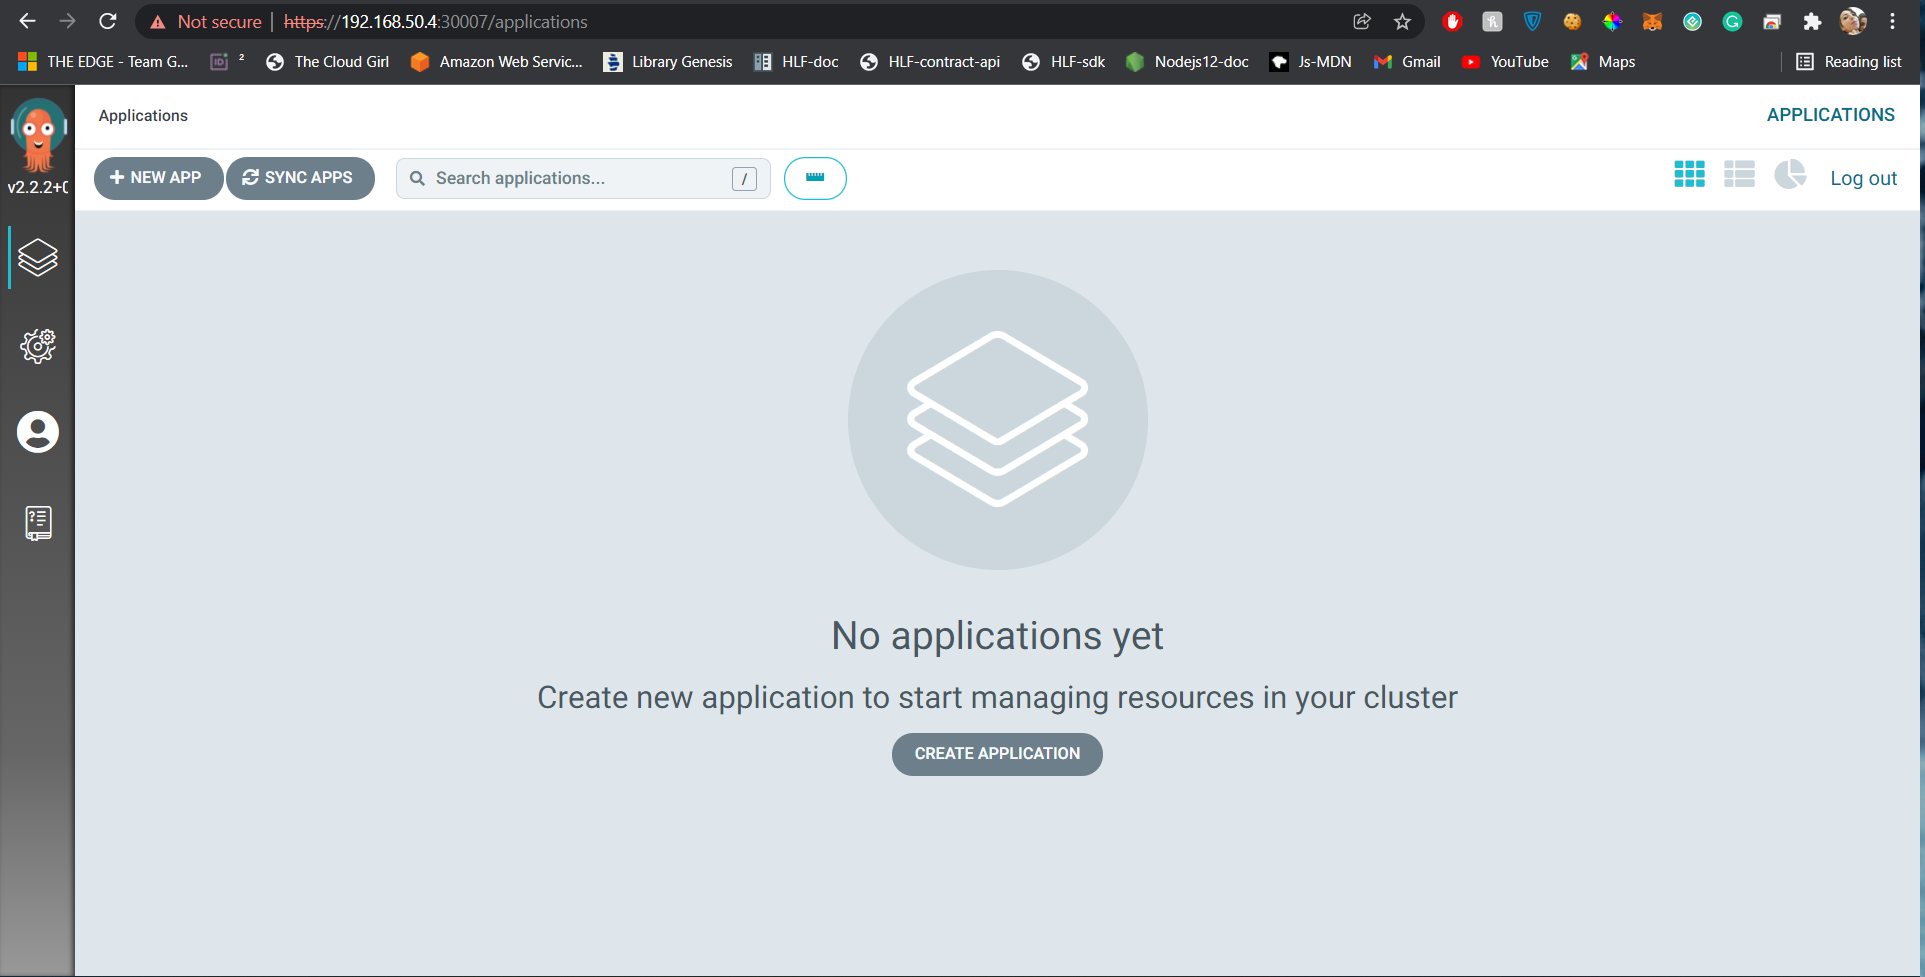 Not secure | https://192.168.50.4:30007/applications
THE EDGE - Team G... ID 2 The Cloud Girl Amazon Web Servic... Library Genesis HLF-doc HLF-contract-api HLF-sdk Nodejs12-doc Js-MDN Gmail YouTube Maps Reading list
Applications APPLICATIONS
v2.2.2+0
NEW APP SYNC APPS Search applications... / Log out
No applications yet
Create new application to start managing resources in your cluster
CREATE APPLICATION